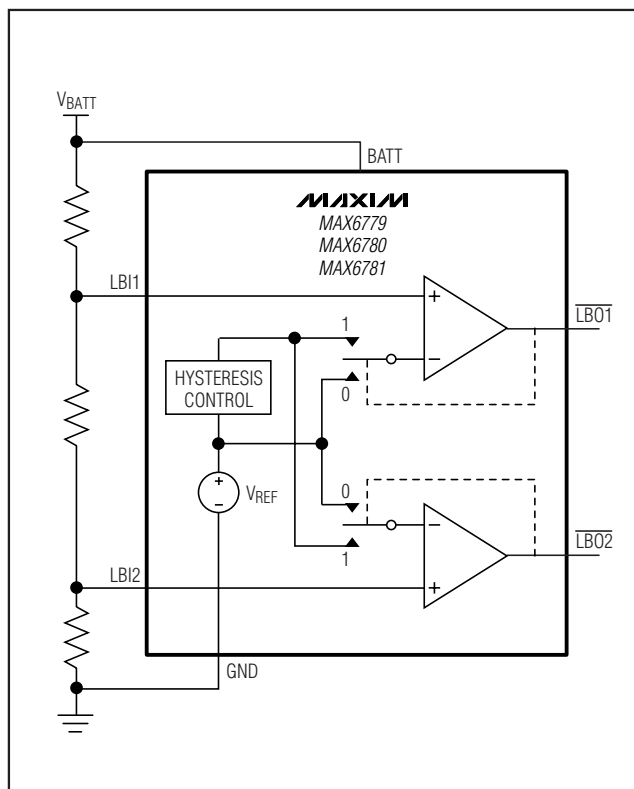 VBATT
BATT
MAXIM
MAX6779
MAX6780
MAX6781
LBI1
+
LBO1
1
−
HYSTERESIS
CONTROL
0
+
−
VREF
0
−
LBO2
1
LBI2
+
GND